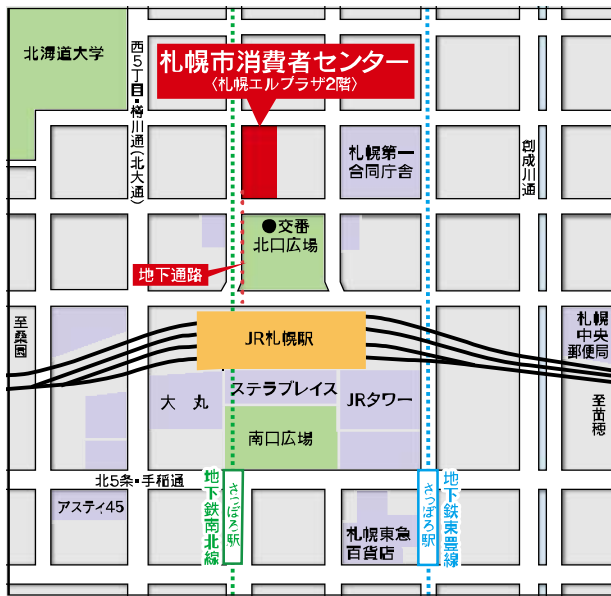 北海道大学
西5丁目・樽川通(北大通)
札幌市消費者センター
〈札幌エルプラザ2階〉
札幌第一
合同庁舎
創成川通
●交番
北口広場
地下通路
至桑園
JR札幌駅
札幌
中央
郵便局
大丸
ステラプレイス
JRタワー
至苗穂
南口広場
北5条・手稲通
アスティ45
地下鉄南北線
さっぽろ駅
さっぽろ駅
地下鉄東豊線
札幌東急
百貨店